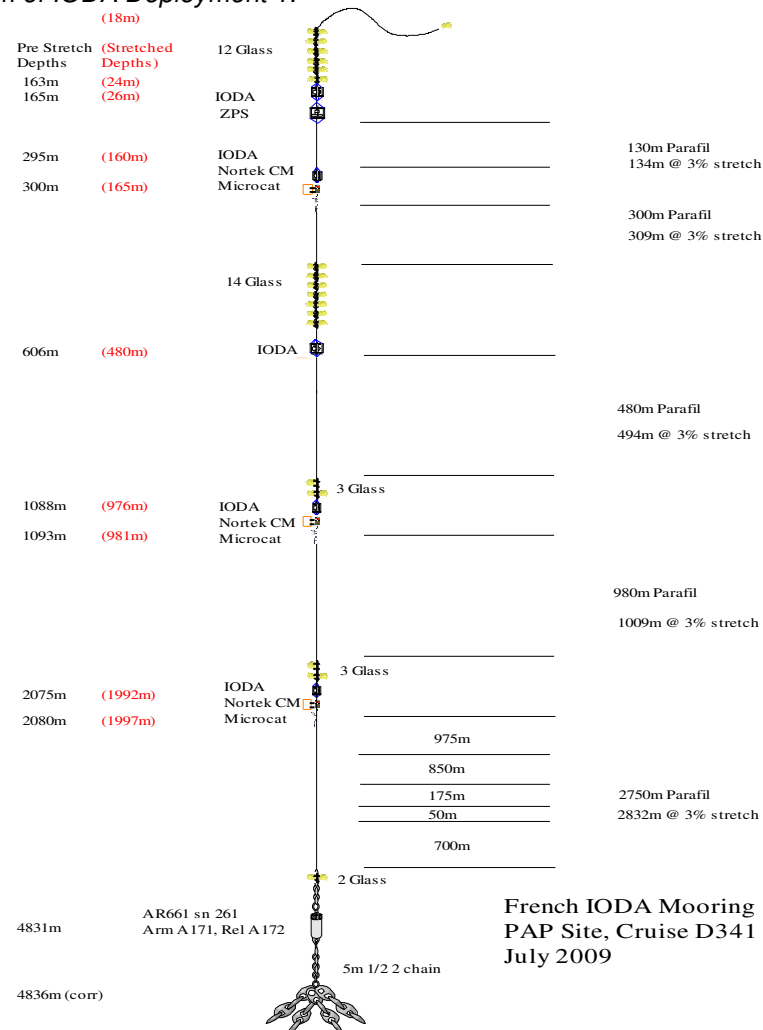 of IODA Deployment 1.
(18m)
Pre Stretch (Stretched
Depths Depths)
12 Glass
163m (24m)
165m (26m)
IODA
ZPS
130m Parafil
134m @ 3% stretch
295m (160m)
300m (165m)
IODA
Nortek CM
Microcat
300m Parafil
309m @ 3% stretch
14 Glass
606m (480m)
IODA
480m Parafil
494m @ 3% stretch
3 Glass
1088m (976m)
1093m (981m)
IODA
Nortek CM
Microcat
980m Parafil
1009m @ 3% stretch
3 Glass
2075m (1992m)
2080m (1997m)
IODA
Nortek CM
Microcat
975m
850m
175m
50m
700m
2750m Parafil
2832m @ 3% stretch
2 Glass
4831m
AR661 sn 261
Arm A171, Rel A172
French IODA Mooring
PAP Site, Cruise D341
July 2009
5m 1/2 2 chain
4836m (corr)